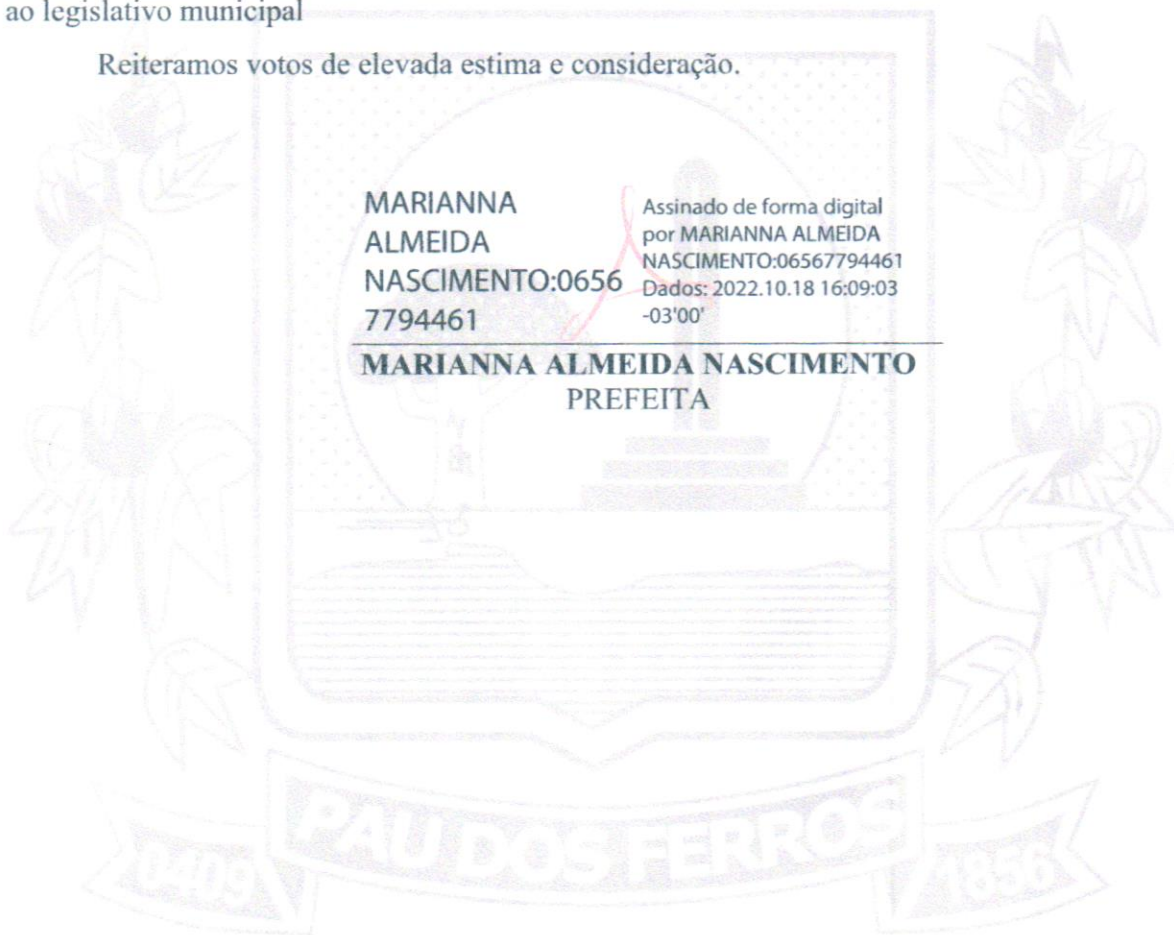 ao legislativo municipal
Reiteramos votos de elevada estima e consideração.
MARIANNA
ALMEIDA
NASCIMENTO:0656
7794461
Assinado de forma digital
por MARIANNA ALMEIDA
NASCIMENTO:06567794461
Dados: 2022.10.18 16:09:03
-03'00'
MARIANNA ALMEIDA NASCIMENTO
PREFEITA
PAU DOS FERROS
0409
1856